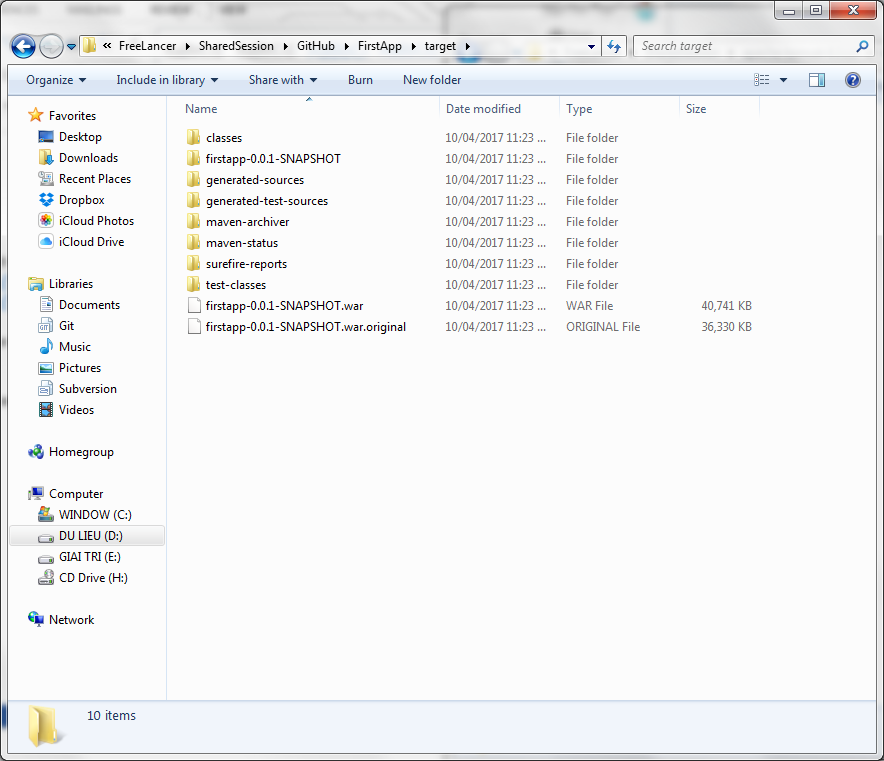 « FreeLancer ▸ SharedSession ▸ GitHub ▸ FirstApp ▸ target ▸
Search target
Organize Include in library Share with Burn New folder
Name Date modified Type Size
Favorites
Desktop
Downloads
Recent Places
Dropbox
iCloud Photos
iCloud Drive
Libraries
Documents
Git
Music
Pictures
Subversion
Videos
Homegroup
Computer
WINDOW (C:)
DU LIEU (D:)
GIAI TRI (E:)
CD Drive (H:)
Network
classes 10/04/2017 11:23 ... File folder
firstapp-0.0.1-SNAPSHOT 10/04/2017 11:23 ... File folder
generated-sources 10/04/2017 11:23 ... File folder
generated-test-sources 10/04/2017 11:23 ... File folder
maven-archiver 10/04/2017 11:23 ... File folder
maven-status 10/04/2017 11:23 ... File folder
surefire-reports 10/04/2017 11:23 ... File folder
test-classes 10/04/2017 11:23 ... File folder
firstapp-0.0.1-SNAPSHOT.war 10/04/2017 11:23 ... WAR File 40,741 KB
firstapp-0.0.1-SNAPSHOT.war.original 10/04/2017 11:23 ... ORIGINAL File 36,330 KB
10 items